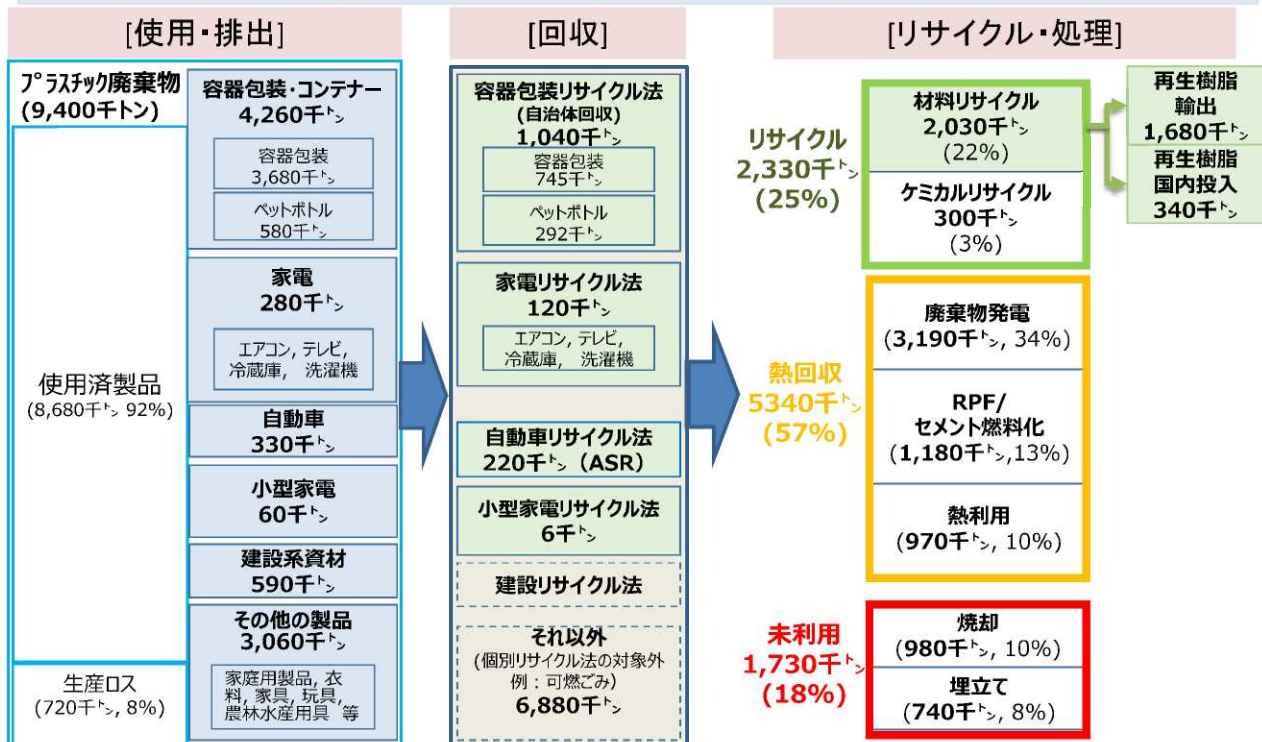 [使用・排出]
プラスチック廃棄物
(9,400千トン)
使用済製品
(8,680千トン 92%)
生産ロス
(720千トン, 8%)
容器包装・コンテナー
4,260千トン
容器包装
3,680千トン
ペットボトル
580千トン
家電
280千トン
エアコン, テレビ,
冷蔵庫, 洗濯機
自動車
330千トン
小型家電
60千トン
建設系資材
590千トン
その他の製品
3,060千トン
家庭用製品, 衣
料, 家具, 玩具,
農林水産用具 等
[回収]
容器包装リサイクル法
(自治体回収)
1,040千トン
容器包装
745千トン
ペットボトル
292千トン
家電リサイクル法
120千トン
エアコン, テレビ,
冷蔵庫, 洗濯機
自動車リサイクル法
220千トン (ASR)
小型家電リサイクル法
6千トン
建設リサイクル法
それ以外
(個別リサイクル法の対象外
例：可燃ごみ)
6,880千トン
[リサイクル・処理]
リサイクル
2,330千トン
(25%)
材料リサイクル
2,030千トン
(22%)
ケミカルリサイクル
300千トン
(3%)
再生樹脂
輸出
1,680千トン
再生樹脂
国内投入
340千トン
熱回収
5340千トン
(57%)
廃棄物発電
(3,190千トン, 34%)
RPF/
セメント燃料化
(1,180千トン,13%)
熱利用
(970千トン, 10%)
未利用
1,730千トン
(18%)
焼却
(980千トン, 10%)
埋立て
(740千トン, 8%)